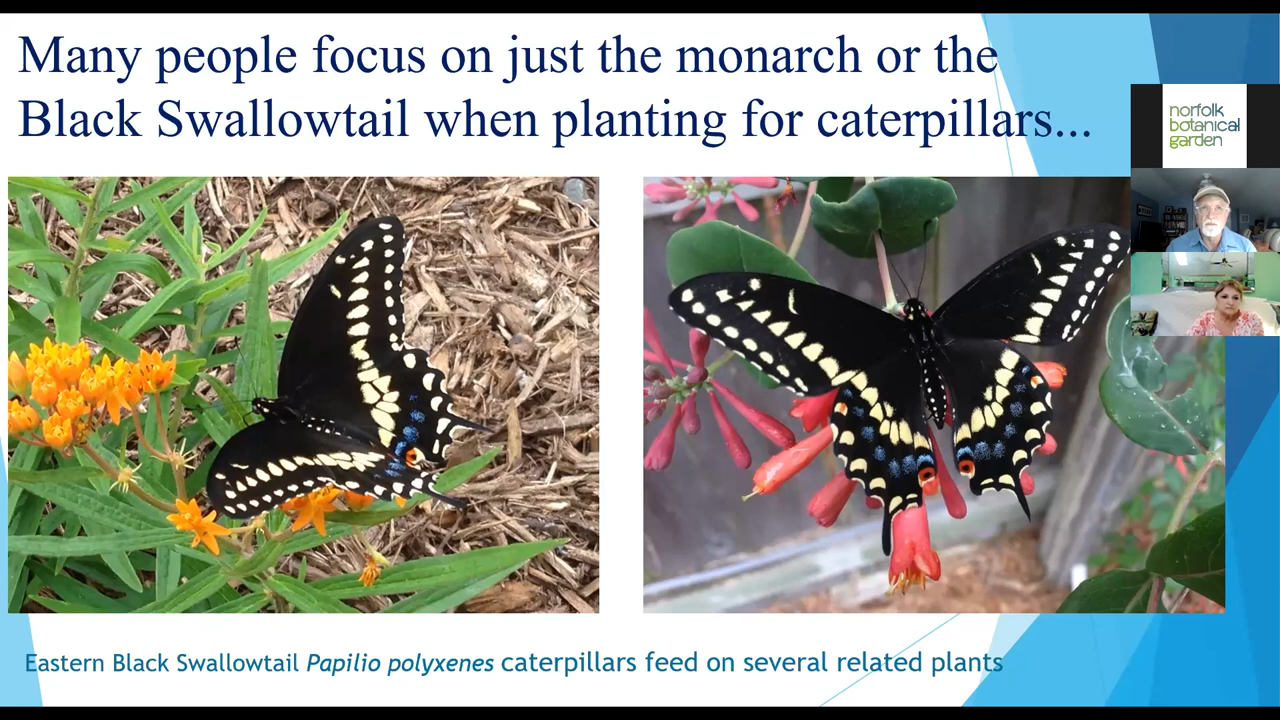 Many people focus on just the monarch or the
Black Swallowtail when planting for caterpillars...
norfolk
botanical
garden
Eastern Black Swallowtail Papilio polyxenes caterpillars feed on several related plants